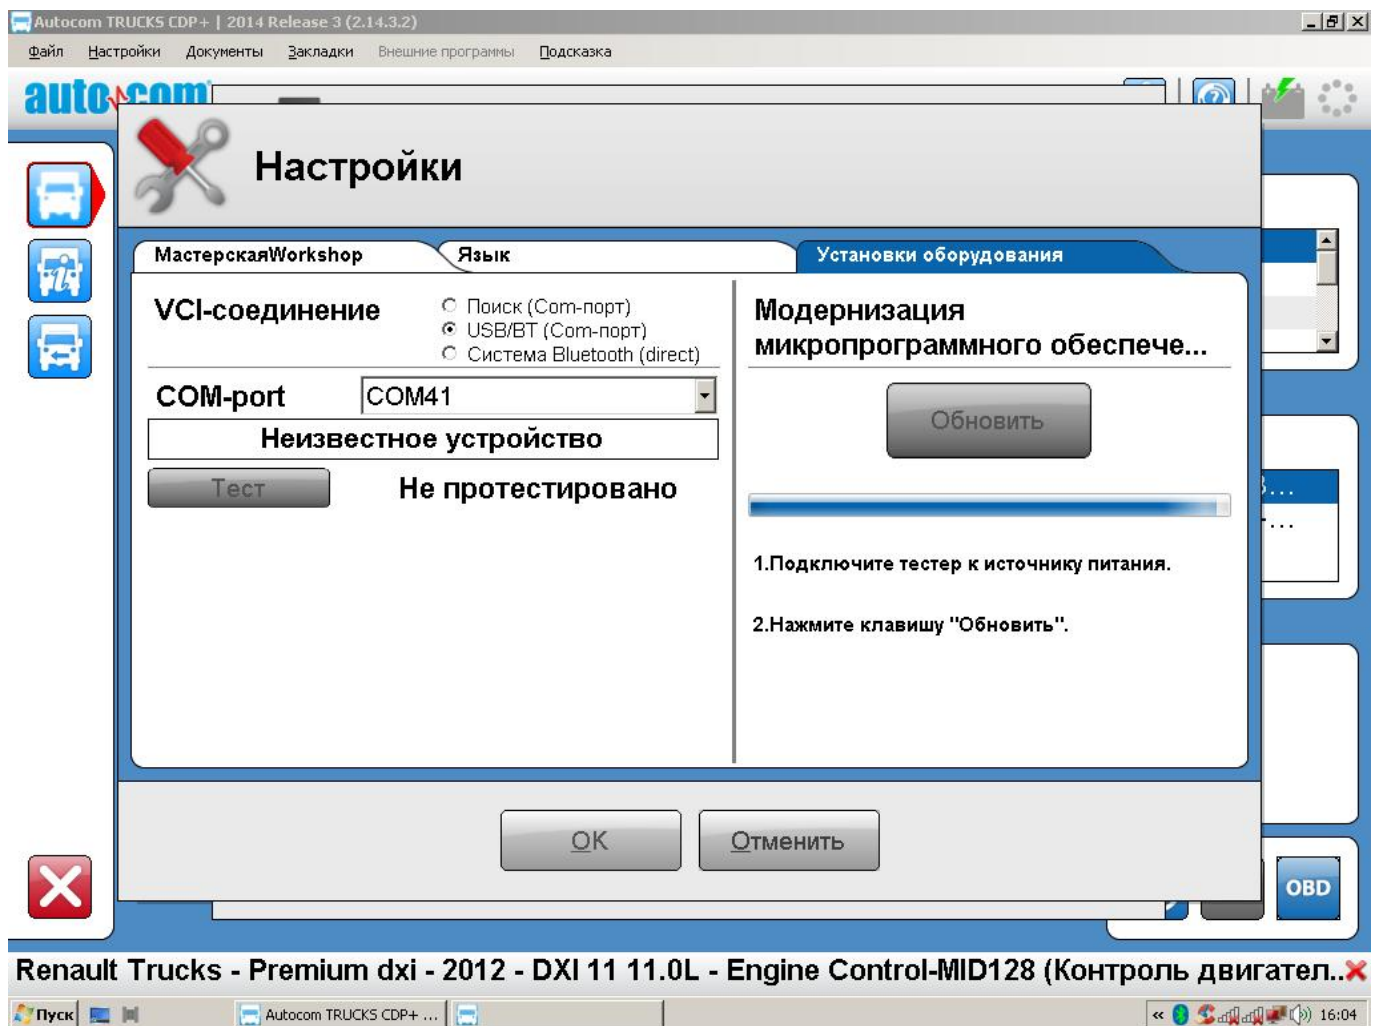 Autocom TRUCKS CDP+ | 2014 Release 3 (2.14.3.2)
Файл Настройки Документы Закладки Внешние программы Подсказка
autocom
Настройки
МастерскаяWorkshop Язык Установки оборудования
VCI-соединение
Поиск (Com-порт)
USB/BT (Com-порт)
Система Bluetooth (direct)
COM-port COM41
Неизвестное устройство
Тест Не протестировано
Модернизация
микропрограммного обеспече...
Обновить
1.Подключите тестер к источнику питания.
2.Нажмите клавишу "Обновить".
OK Отменить
OBD
Renault Trucks - Premium dxi - 2012 - DXI 11 11.0L - Engine Control-MID128 (Контроль двигател..
Пуск Autocom TRUCKS CDP+ ... « 16:04